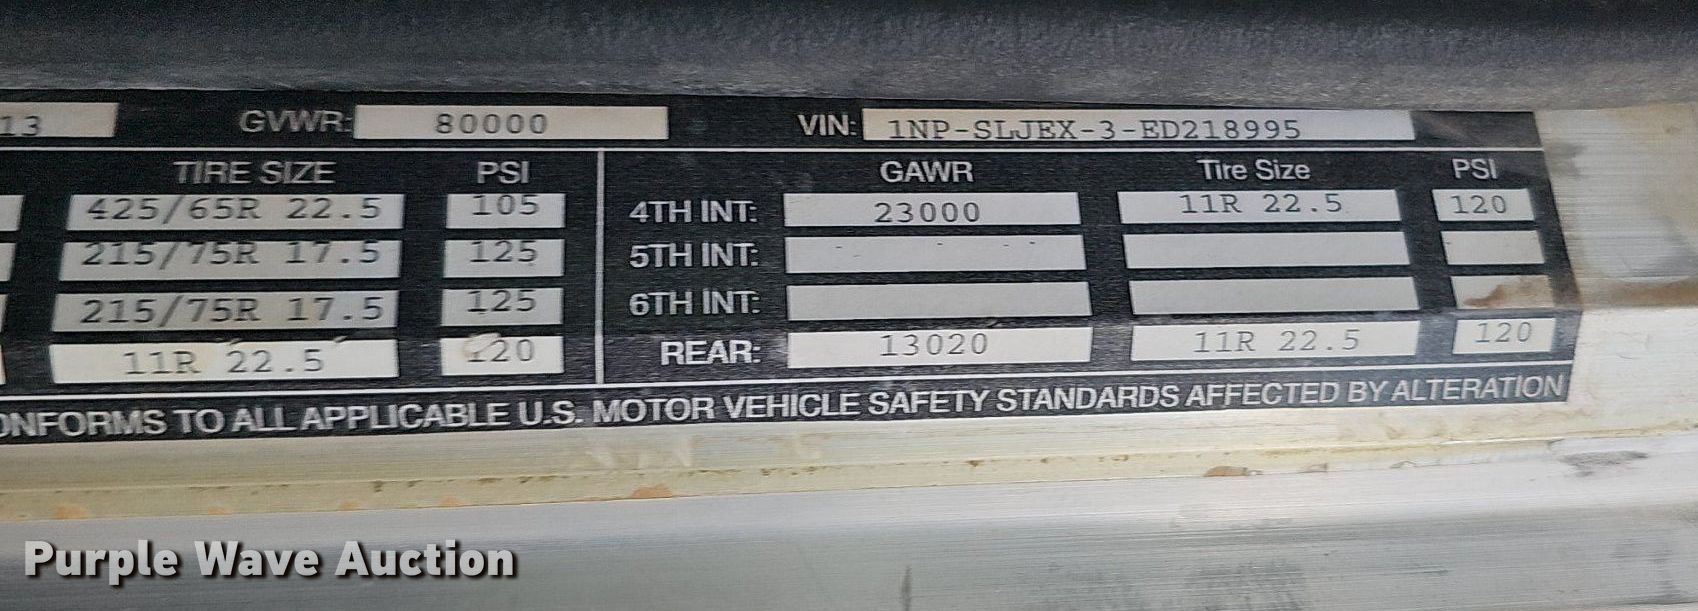 13 GVWR: 80000 VIN: 1NP-SLJEX-3-ED218995
TIRE SIZE PSI GAWR Tire Size PSI
425/65R 22.5 105 4TH INT: 23000 11R 22.5 120
215/75R 17.5 125 5TH INT:
215/75R 17.5 125 6TH INT:
11R 22.5 120 REAR: 13020 11R 22.5 120
ONFORMS TO ALL APPLICABLE U.S. MOTOR VEHICLE SAFETY STANDARDS AFFECTED BY ALTERATION
Purple Wave Auction